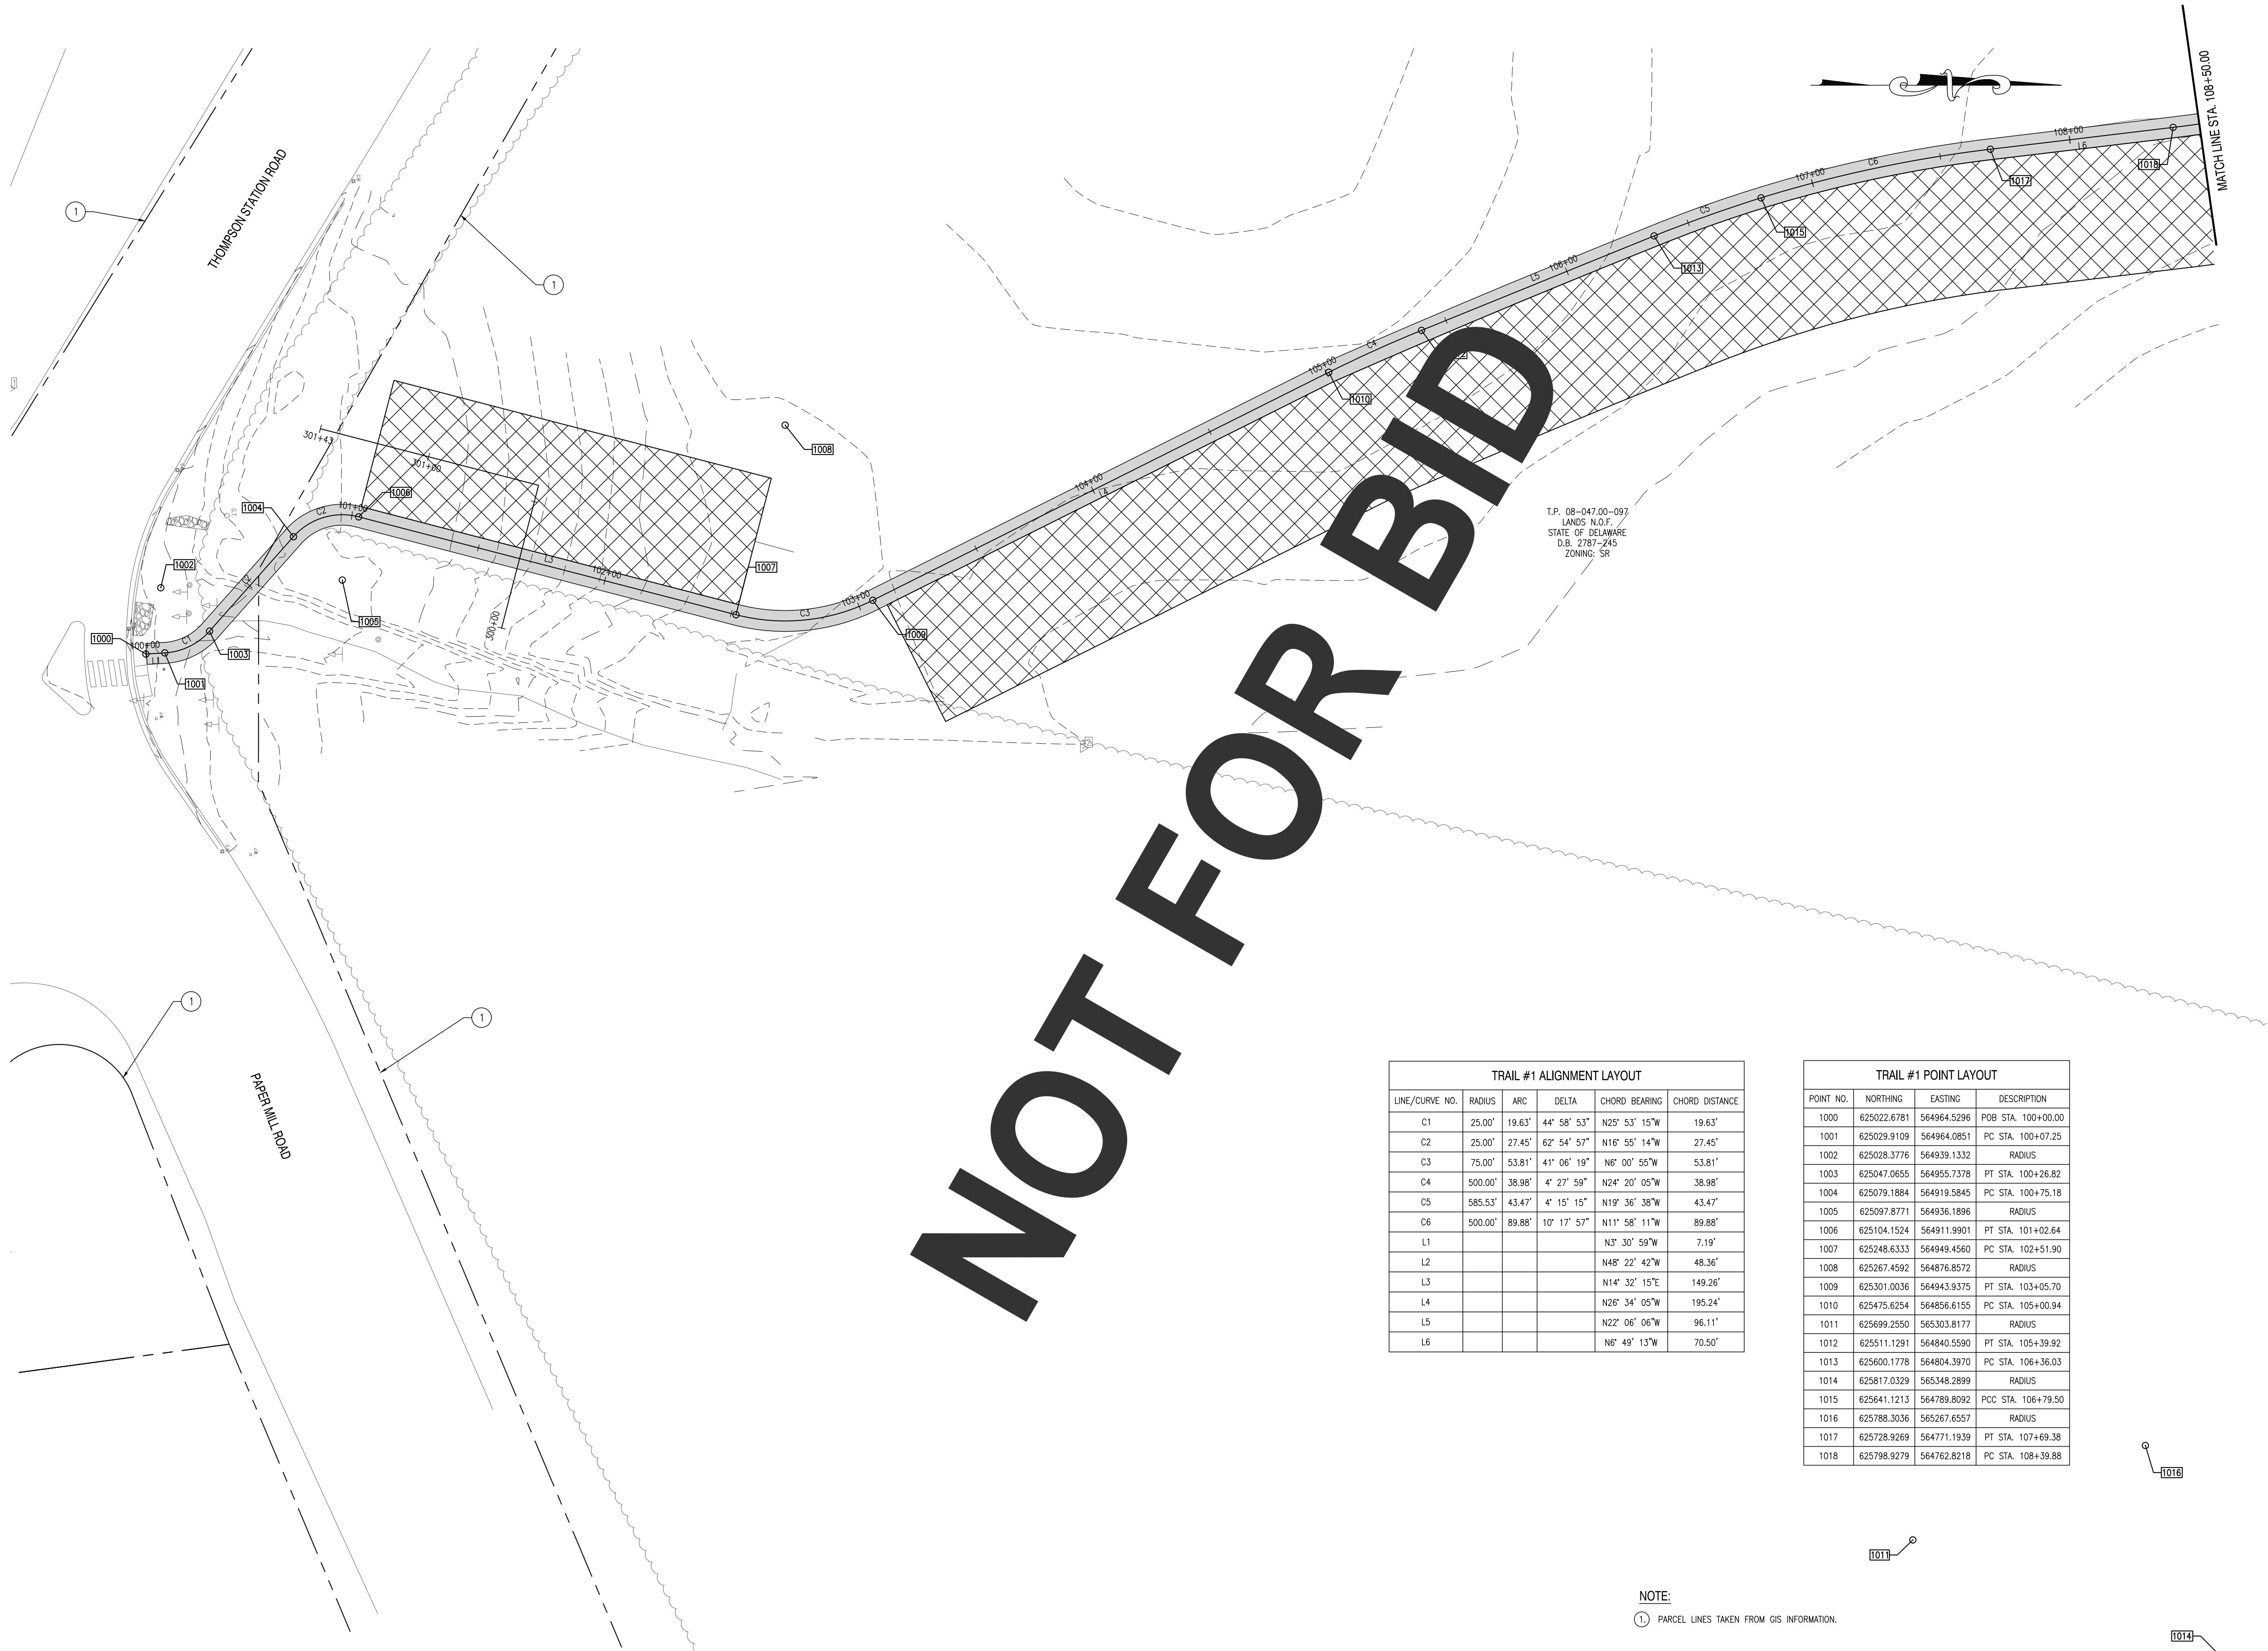 MATCH LINE STA. 108+50.00
THOMPSON STATION ROAD
PAPER MILL ROAD
1
1
1
1
100+00
101+00
102+00
103+00
104+00
105+00
106+00
107+00
108+00
301+43
301+00
300+00
L1
C1
C2
L3
C3
L4
C4
L5
C5
C6
L6
1000
1001
1002
1003
1004
1005
1006
1007
1008
1009
1010
1013
1015
1017
1018
1016
1011
1014
T.P. 08-047.00-097
LANDS N.O.F.
STATE OF DELAWARE
D.B. 2787-245
ZONING: SR
NOT FOR BID
TRAIL #1 ALIGNMENT LAYOUT
LINE/CURVE NO. RADIUS ARC DELTA CHORD BEARING CHORD DISTANCE
C1 25.00' 19.63' 44° 58' 53" N25° 53' 15"W 19.63'
C2 25.00' 27.45' 62° 54' 57" N16° 55' 14"W 27.45'
C3 75.00' 53.81' 41° 06' 19" N6° 00' 55"W 53.81'
C4 500.00' 38.98' 4° 27' 59" N24° 20' 05"W 38.98'
C5 585.53' 43.47' 4° 15' 15" N19° 36' 38"W 43.47'
C6 500.00' 89.88' 10° 17' 57" N11° 58' 11"W 89.88'
L1 N3° 30' 59"W 7.19'
L2 N48° 22' 42"W 48.36'
L3 N14° 32' 15"E 149.26'
L4 N26° 34' 05"W 195.24'
L5 N22° 06' 06"W 96.11'
L6 N6° 49' 13"W 70.50'
TRAIL #1 POINT LAYOUT
POINT NO. NORTHING EASTING DESCRIPTION
1000 625022.6781 564964.5296 POB STA. 100+00.00
1001 625029.9109 564964.0851 PC STA. 100+07.25
1002 625028.3776 564939.1332 RADIUS
1003 625047.0655 564955.7378 PT STA. 100+26.82
1004 625079.1884 564919.5845 PC STA. 100+75.18
1005 625097.8771 564936.1896 RADIUS
1006 625104.1524 564911.9901 PT STA. 101+02.64
1007 625248.6333 564949.4560 PC STA. 102+51.90
1008 625267.4592 564876.8572 RADIUS
1009 625301.0036 564943.9375 PT STA. 103+05.70
1010 625475.6254 564856.6155 PC STA. 105+00.94
1011 625699.2550 565303.8177 RADIUS
1012 625511.1291 564840.5590 PT STA. 105+39.92
1013 625600.1778 564804.3970 PC STA. 106+36.03
1014 625817.0329 565348.2899 RADIUS
1015 625641.1213 564789.8092 PCC STA. 106+79.50
1016 625788.3036 565267.6557 RADIUS
1017 625728.9269 564771.1939 PT STA. 107+69.38
1018 625798.9279 564762.8218 PC STA. 108+39.88
NOTE:
1. PARCEL LINES TAKEN FROM GIS INFORMATION.